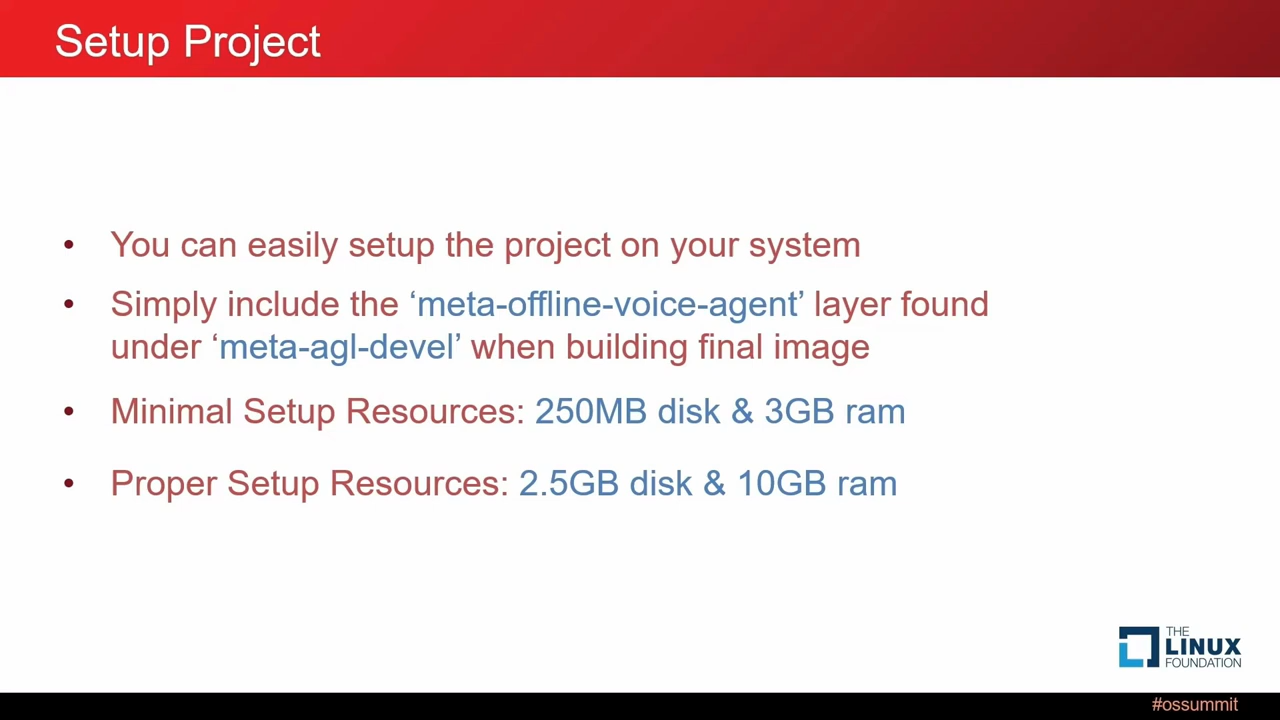 Setup Project
• You can easily setup the project on your system
• Simply include the ‘meta-offline-voice-agent’ layer found
under ‘meta-agl-devel’ when building final image
• Minimal Setup Resources: 250MB disk & 3GB ram
• Proper Setup Resources: 2.5GB disk & 10GB ram
THE
LINUX
FOUNDATION
#ossummit